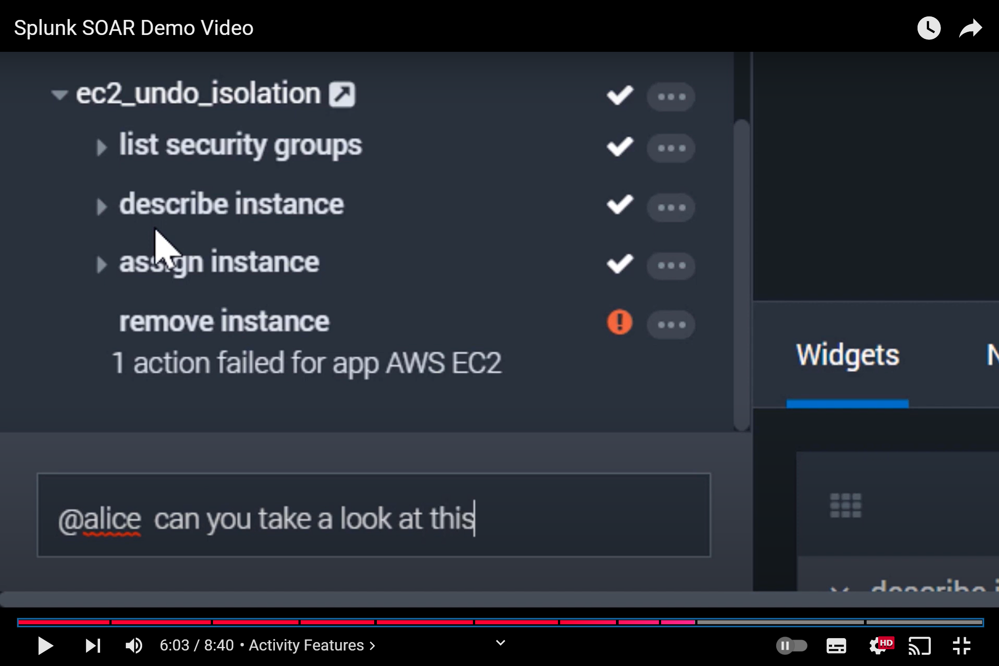 Splunk SOAR Demo Video
ec2_undo_isolation
list security groups
describe instance
assign instance
remove instance
1 action failed for app AWS EC2
Widgets
@alice can you take a look at this
6:03 / 8:40 • Activity Features >
HD